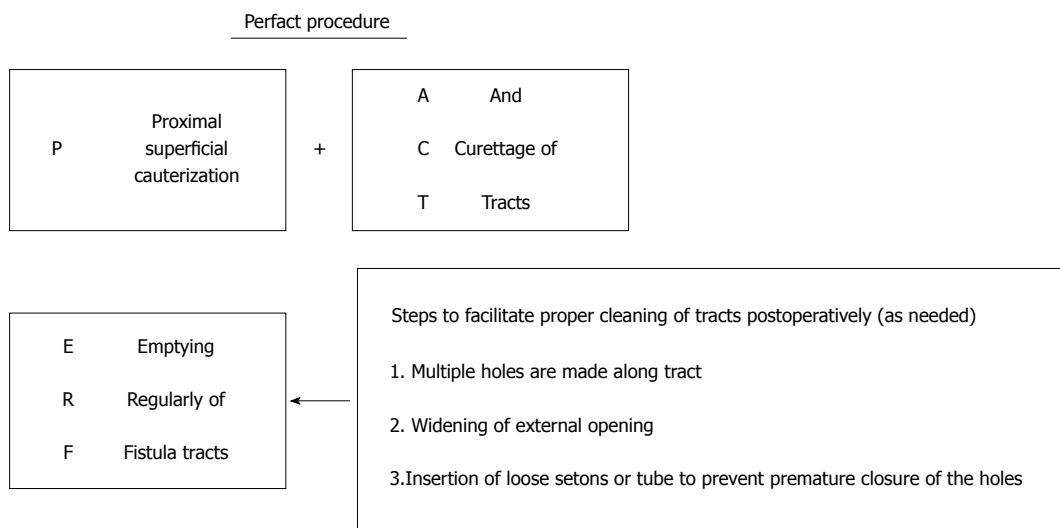 Perfact procedure
P
Proximal
superficial
cauterization
+
A And
C Curettage of
T Tracts
E Emptying
R Regularly of
F Fistula tracts
Steps to facilitate proper cleaning of tracts postoperatively (as needed)
1. Multiple holes are made along tract
2. Widening of external opening
3.Insertion of loose setons or tube to prevent premature closure of the holes